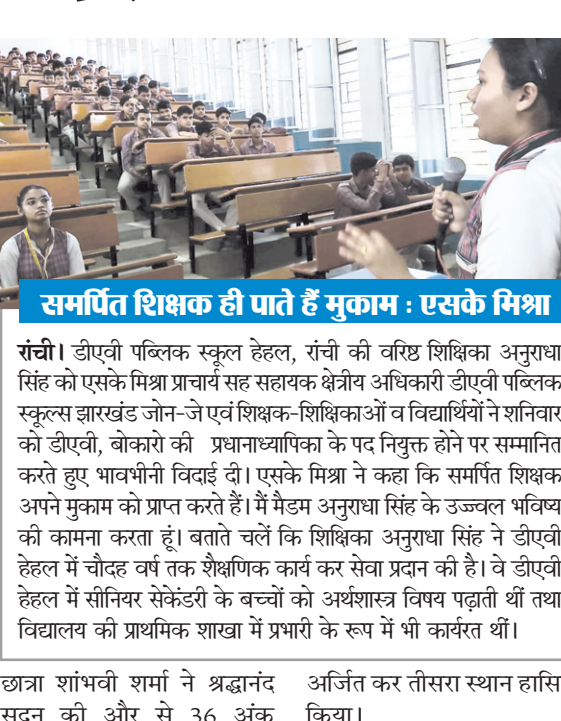 समर्पित शिक्षक ही पाते हैं मुकाम : एसके मिश्रा
रांची। डीएवी पब्लिक स्कूल हेहल, रांची की वरिष्ठ शिक्षिका अनुराधा
सिंह को एसके मिश्रा प्राचार्य सह सहायक क्षेत्रीय अधिकारी डीएवी पब्लिक
स्कूल्स झारखंड जोन-जे एवं शिक्षक-शिक्षिकाओं व विद्यार्थियों ने शनिवार
को डीएवी, बोकारो की प्रधानाध्यापिका के पद नियुक्त होने पर सम्मानित
करते हुए भावभीनी विदाई दी। एसके मिश्रा ने कहा कि समर्पित शिक्षक
अपने मुकाम को प्राप्त करते हैं। मैं मैडम अनुराधा सिंह के उज्ज्वल भविष्य
की कामना करता हूं। बताते चलें कि शिक्षिका अनुराधा सिंह ने डीएवी
हेहल में चौदह वर्ष तक शैक्षणिक कार्य कर सेवा प्रदान की है। वे डीएवी
हेहल में सीनियर सेकेंडरी के बच्चों को अर्थशास्त्र विषय पढ़ाती थीं तथा
विद्यालय की प्राथमिक शाखा में प्रभारी के रूप में भी कार्यरत थीं।
छात्रा शांभवी शर्मा ने श्रद्धानंद
सदन की और से 36 अंक
अर्जित कर तीसरा स्थान हासि
किया।